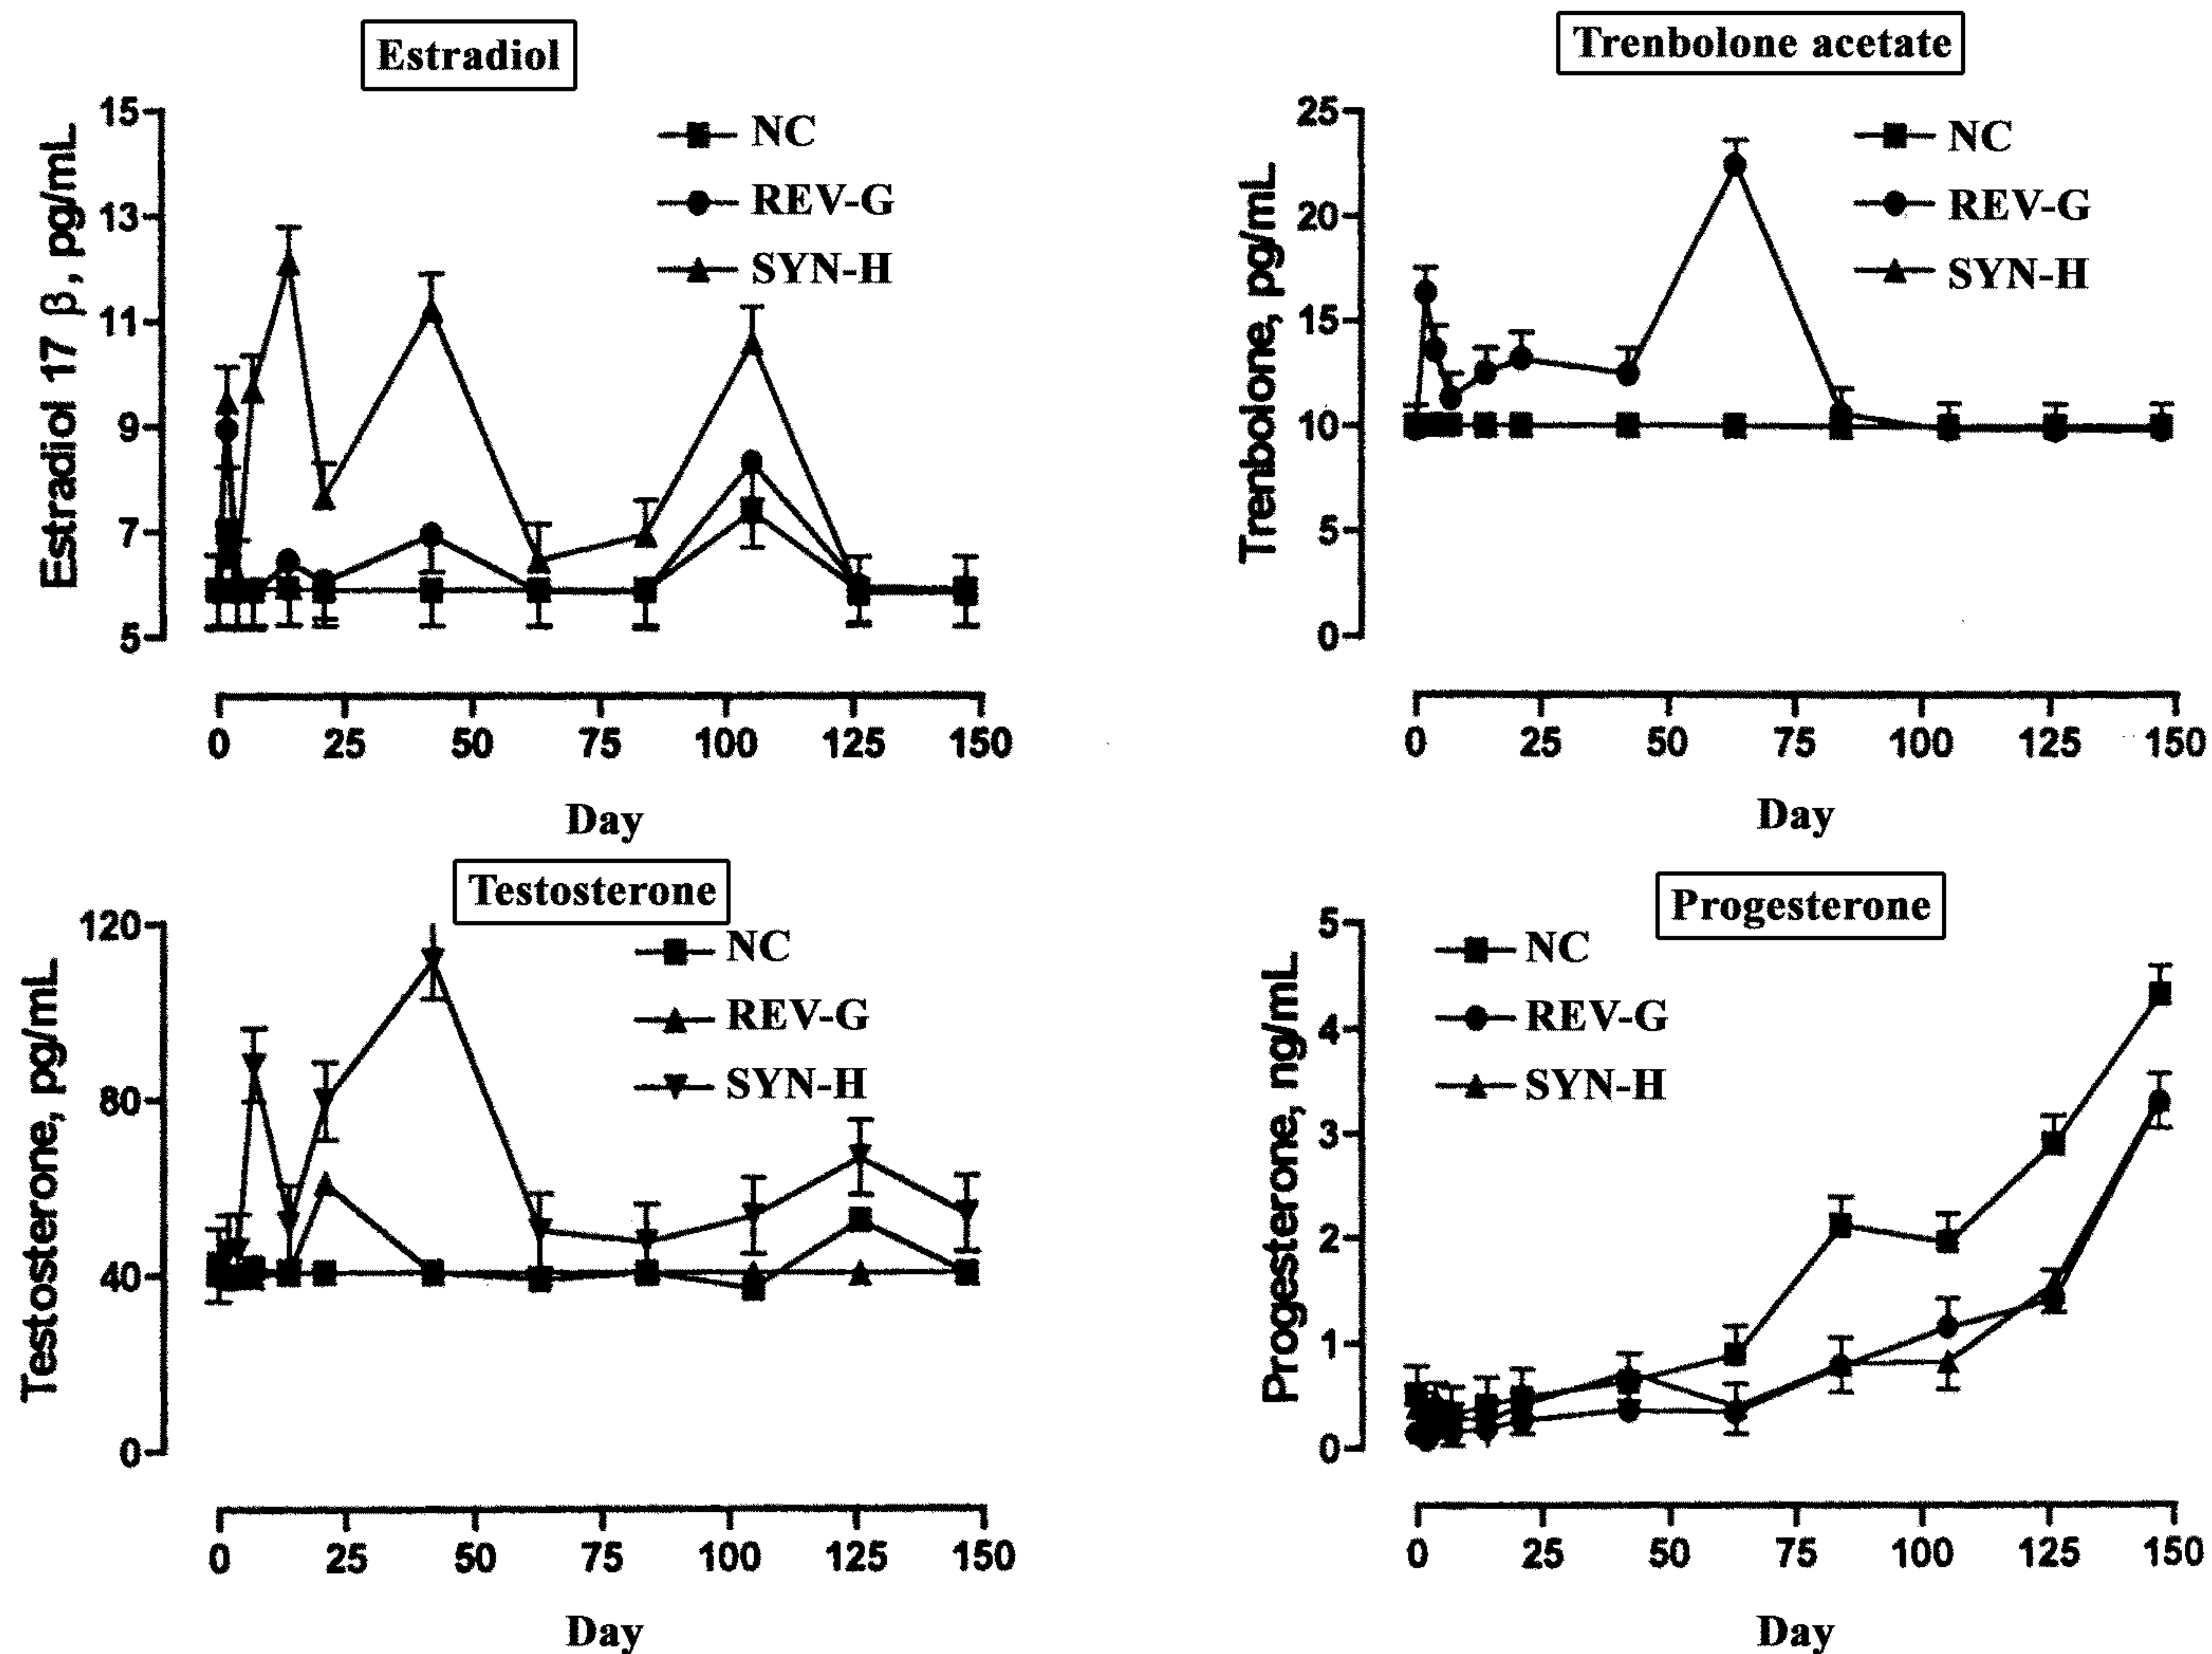 Estradiol
Estradiol 17 β, pg/mL
15
13
11
9
7
5
NC
REV-G
SYN-H
0 25 50 75 100 125 150
Day
Trenbolone acetate
Trenbolone, pg/mL
25
20
15
10
5
0
NC
REV-G
SYN-H
0 25 50 75 100 125 150
Day
Testosterone
Testosterone, pg/mL
120
80
40
0
NC
REV-G
SYN-H
0 25 50 75 100 125 150
Day
Progesterone
Progesterone, ng/mL
5
4
3
2
1
0
NC
REV-G
SYN-H
0 25 50 75 100 125 150
Day